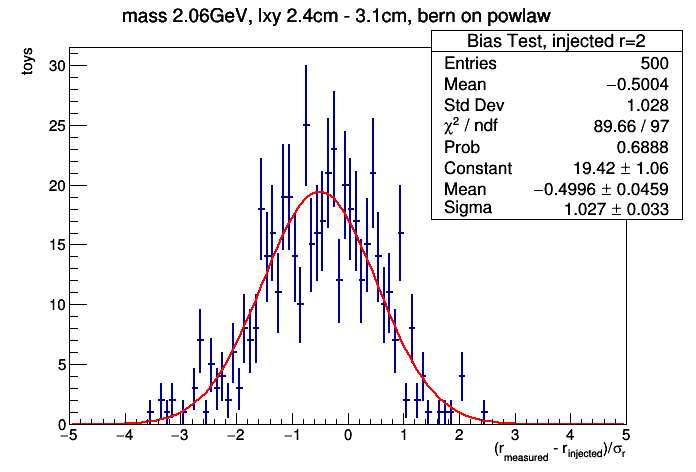 mass 2.06GeV, lxy 2.4cm - 3.1cm, bern on powlaw
toys
Bias Test, injected r=2
Entries 500
Mean −0.5004
Std Dev 1.028
χ² / ndf 89.66 / 97
Prob 0.6888
Constant 19.42 ± 1.06
Mean −0.4996 ± 0.0459
Sigma 1.027 ± 0.033
30
25
20
15
10
5
0
−5 −4 −3 −2 −1 0 1 2 3 4 5
(r_measured - r_injected)/σ_r